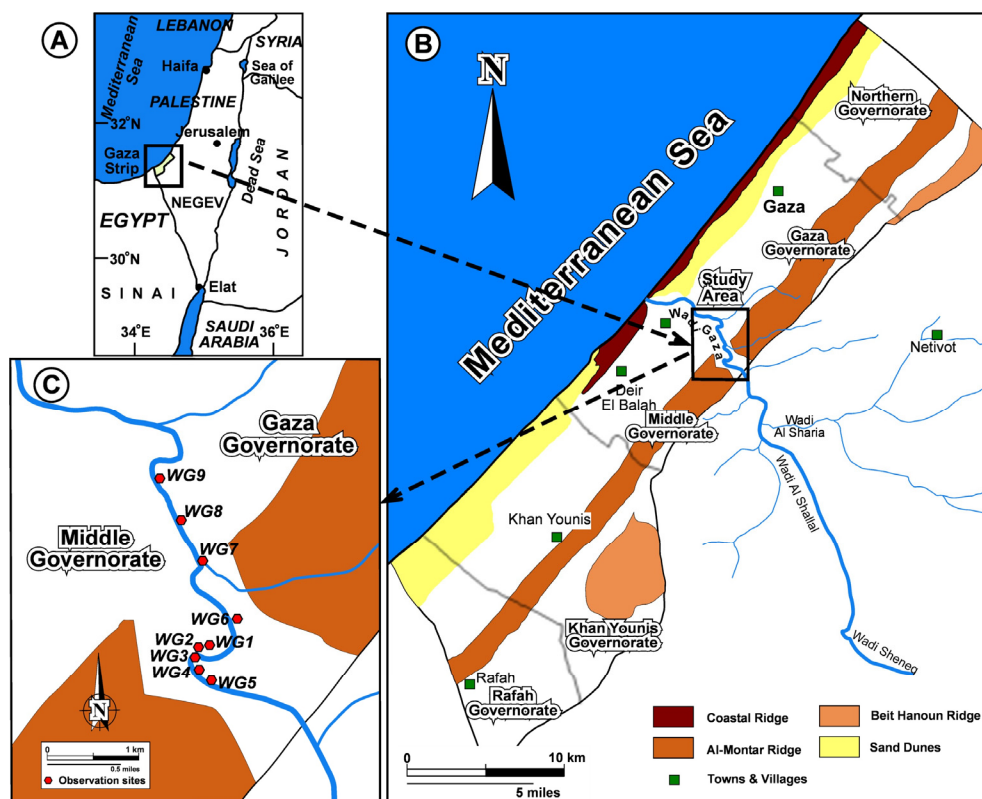 A
LEBANON
SYRIA
Mediterranean
Sea
Haifa
Sea of
Galilee
PALESTINE
32°N
Jerusalem
Gaza
Strip
Dead Sea
JORDAN
NEGEV
EGYPT
30°N
SINAI
Elat
SAUDI
ARABIA
34°E
36°E
B
N
Mediterranean Sea
Northern
Governorate
Gaza
Gaza
Governorate
Study
Area
Wadi Gaza
Netivot
Deir
El Balah
Middle
Governorate
Wadi
Al Sharia
Wadi Al Shallal
Khan Younis
Khan Younis
Governorate
Wadi Sheneq
Rafah
Rafah
Governorate
0
10 km
5 miles
Coastal Ridge
Beit Hanoun Ridge
Al-Montar Ridge
Sand Dunes
Towns & Villages
C
Gaza
Governorate
WG9
WG8
Middle
Governorate
WG7
WG6
WG2
WG1
WG3
WG4
WG5
N
0
1 km
0.5 miles
Observation sites